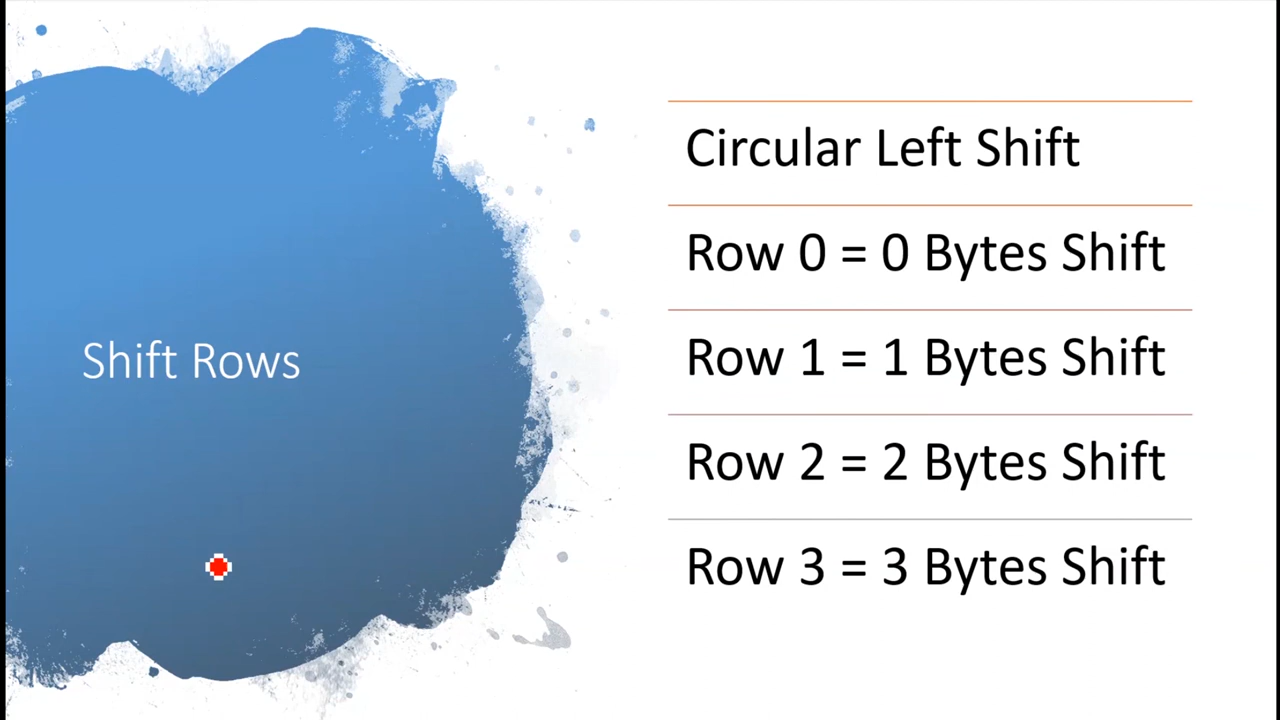 Shift Rows
Circular Left Shift
Row 0 = 0 Bytes Shift
Row 1 = 1 Bytes Shift
Row 2 = 2 Bytes Shift
Row 3 = 3 Bytes Shift